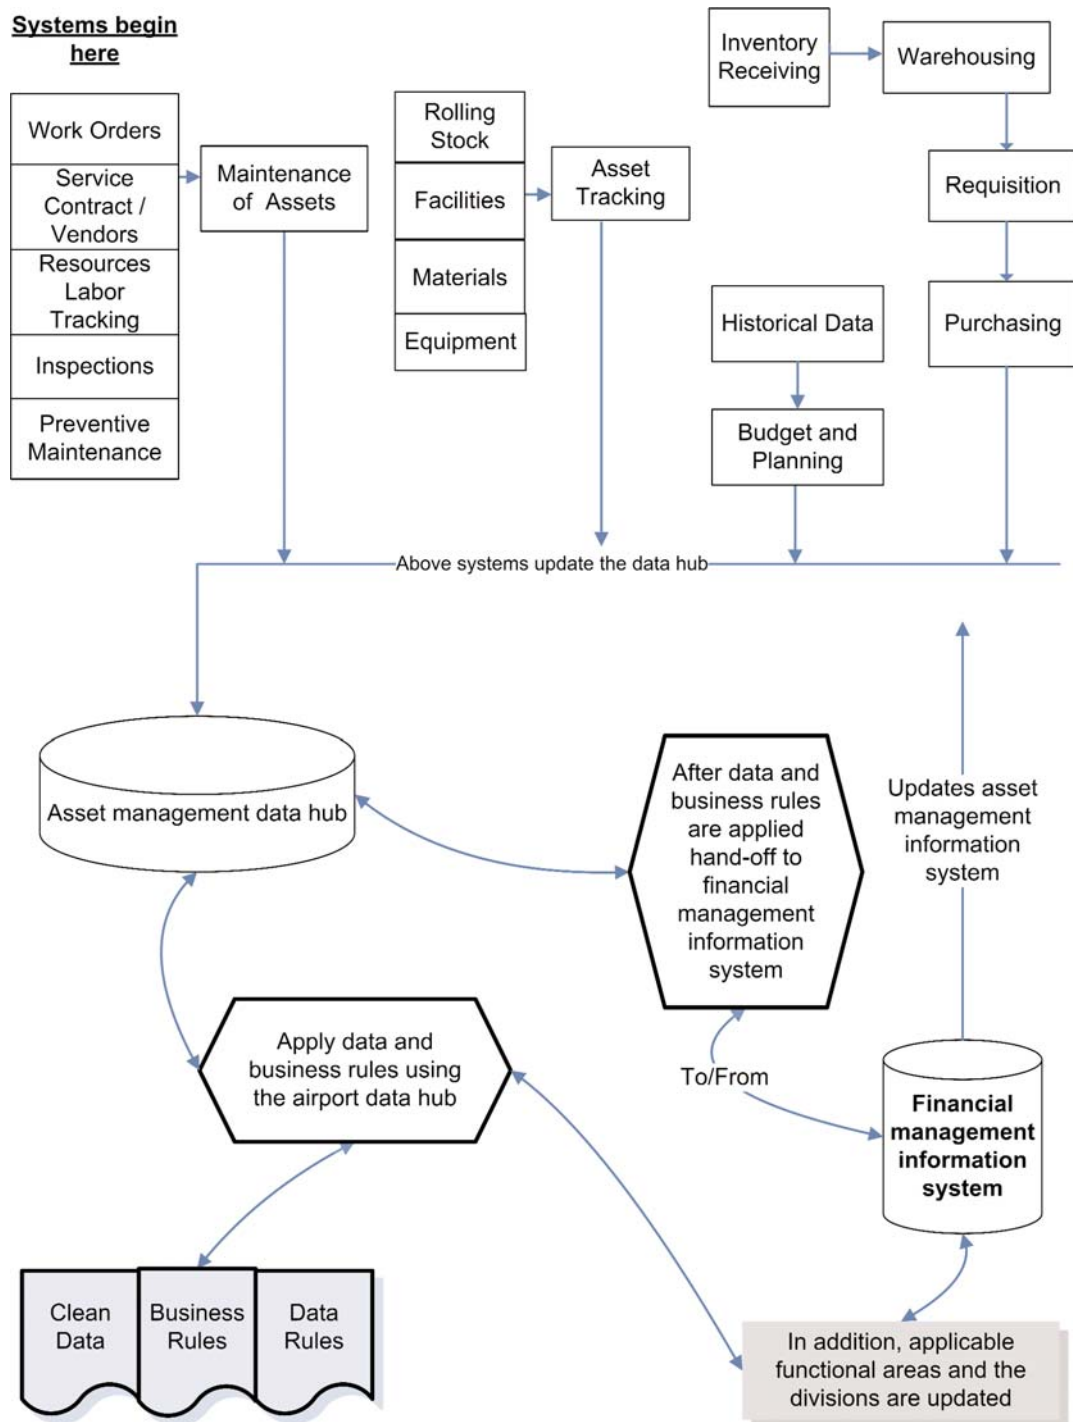 Systems begin
here
Work Orders
Service
Contract /
Vendors
Resources
Labor
Tracking
Inspections
Preventive
Maintenance
Maintenance
of Assets
Rolling
Stock
Facilities
Materials
Equipment
Asset
Tracking
Inventory
Receiving
Warehousing
Requisition
Purchasing
Historical Data
Budget and
Planning
Above systems update the data hub
Asset management data hub
After data and
business rules
are applied
hand-off to
financial
management
information
system
Updates asset
management
information
system
Apply data and
business rules using
the airport data hub
To/From
Financial
management
information
system
Clean
Data
Business
Rules
Data
Rules
In addition, applicable
functional areas and the
divisions are updated